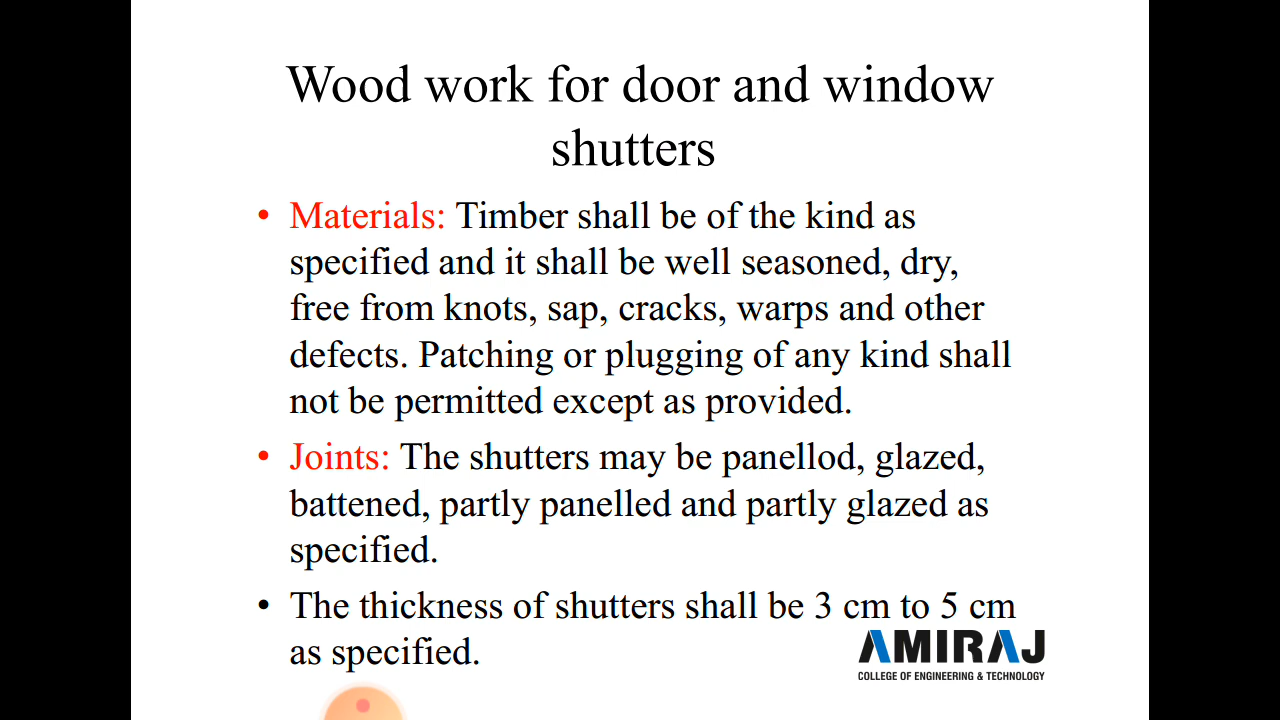 Wood work for door and window
shutters
• Materials: Timber shall be of the kind as
specified and it shall be well seasoned, dry,
free from knots, sap, cracks, warps and other
defects. Patching or plugging of any kind shall
not be permitted except as provided.
• Joints: The shutters may be panellod, glazed,
battened, partly panelled and partly glazed as
specified.
• The thickness of shutters shall be 3 cm to 5 cm
as specified.
AMIRAJ
COLLEGE OF ENGINEERING & TECHNOLOGY